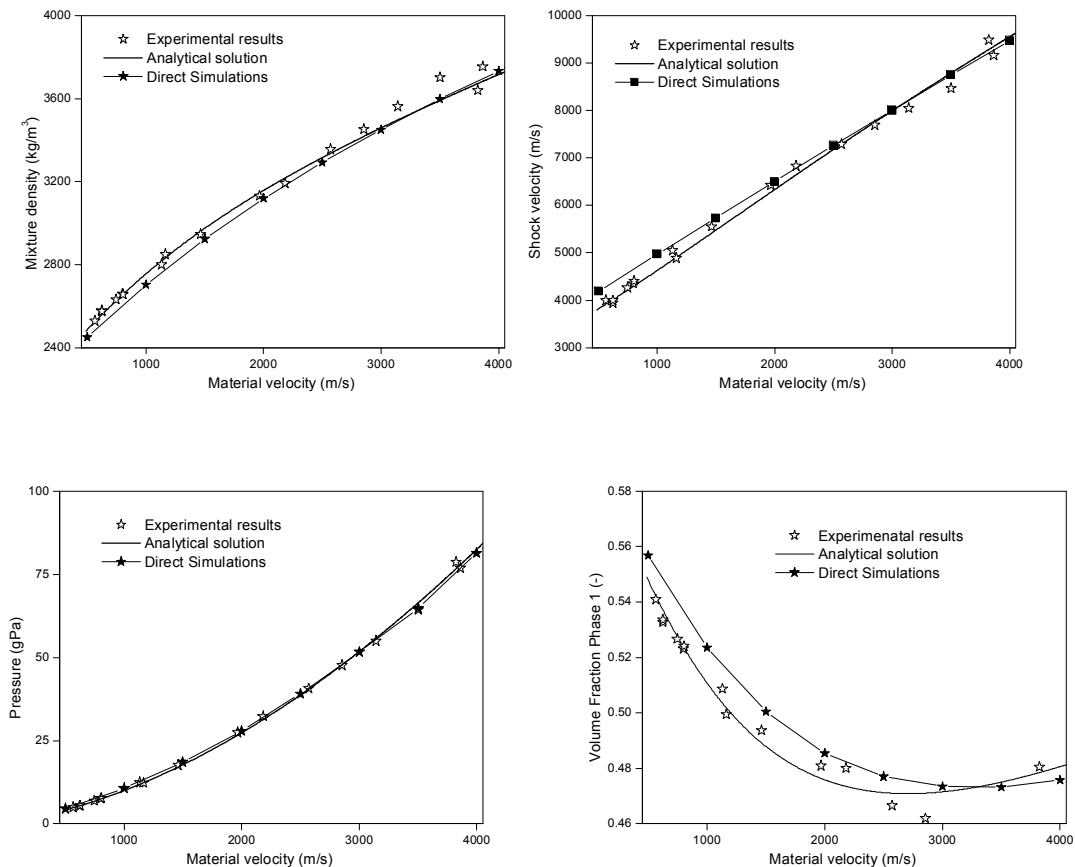 4000
3600
3200
2800
2400
Mixture density (kg/m³)
Experimental results
Analytical solution
Direct Simulations
1000 2000 3000 4000
Material velocity (m/s)
10000
9000
8000
7000
6000
5000
4000
3000
Shock velocity (m/s)
Experimental results
Analytical solution
Direct Simulations
1000 2000 3000 4000
Material velocity (m/s)
100
75
50
25
0
Pressure (gPa)
Experimental results
Analytical solution
Direct Simulations
1000 2000 3000 4000
Material velocity (m/s)
0.58
0.56
0.54
0.52
0.50
0.48
0.46
Volume Fraction Phase 1 (-)
Experimenatal results
Analytical solution
Direct Simulations
1000 2000 3000 4000
Material velocity (m/s)